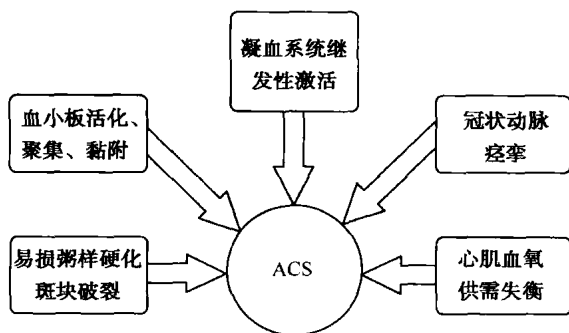 凝血系统继
发性激活
血小板活化、
聚集、黏附
冠状动脉
痉挛
易损粥样硬化
斑块破裂
ACS
心肌血氧
供需失衡